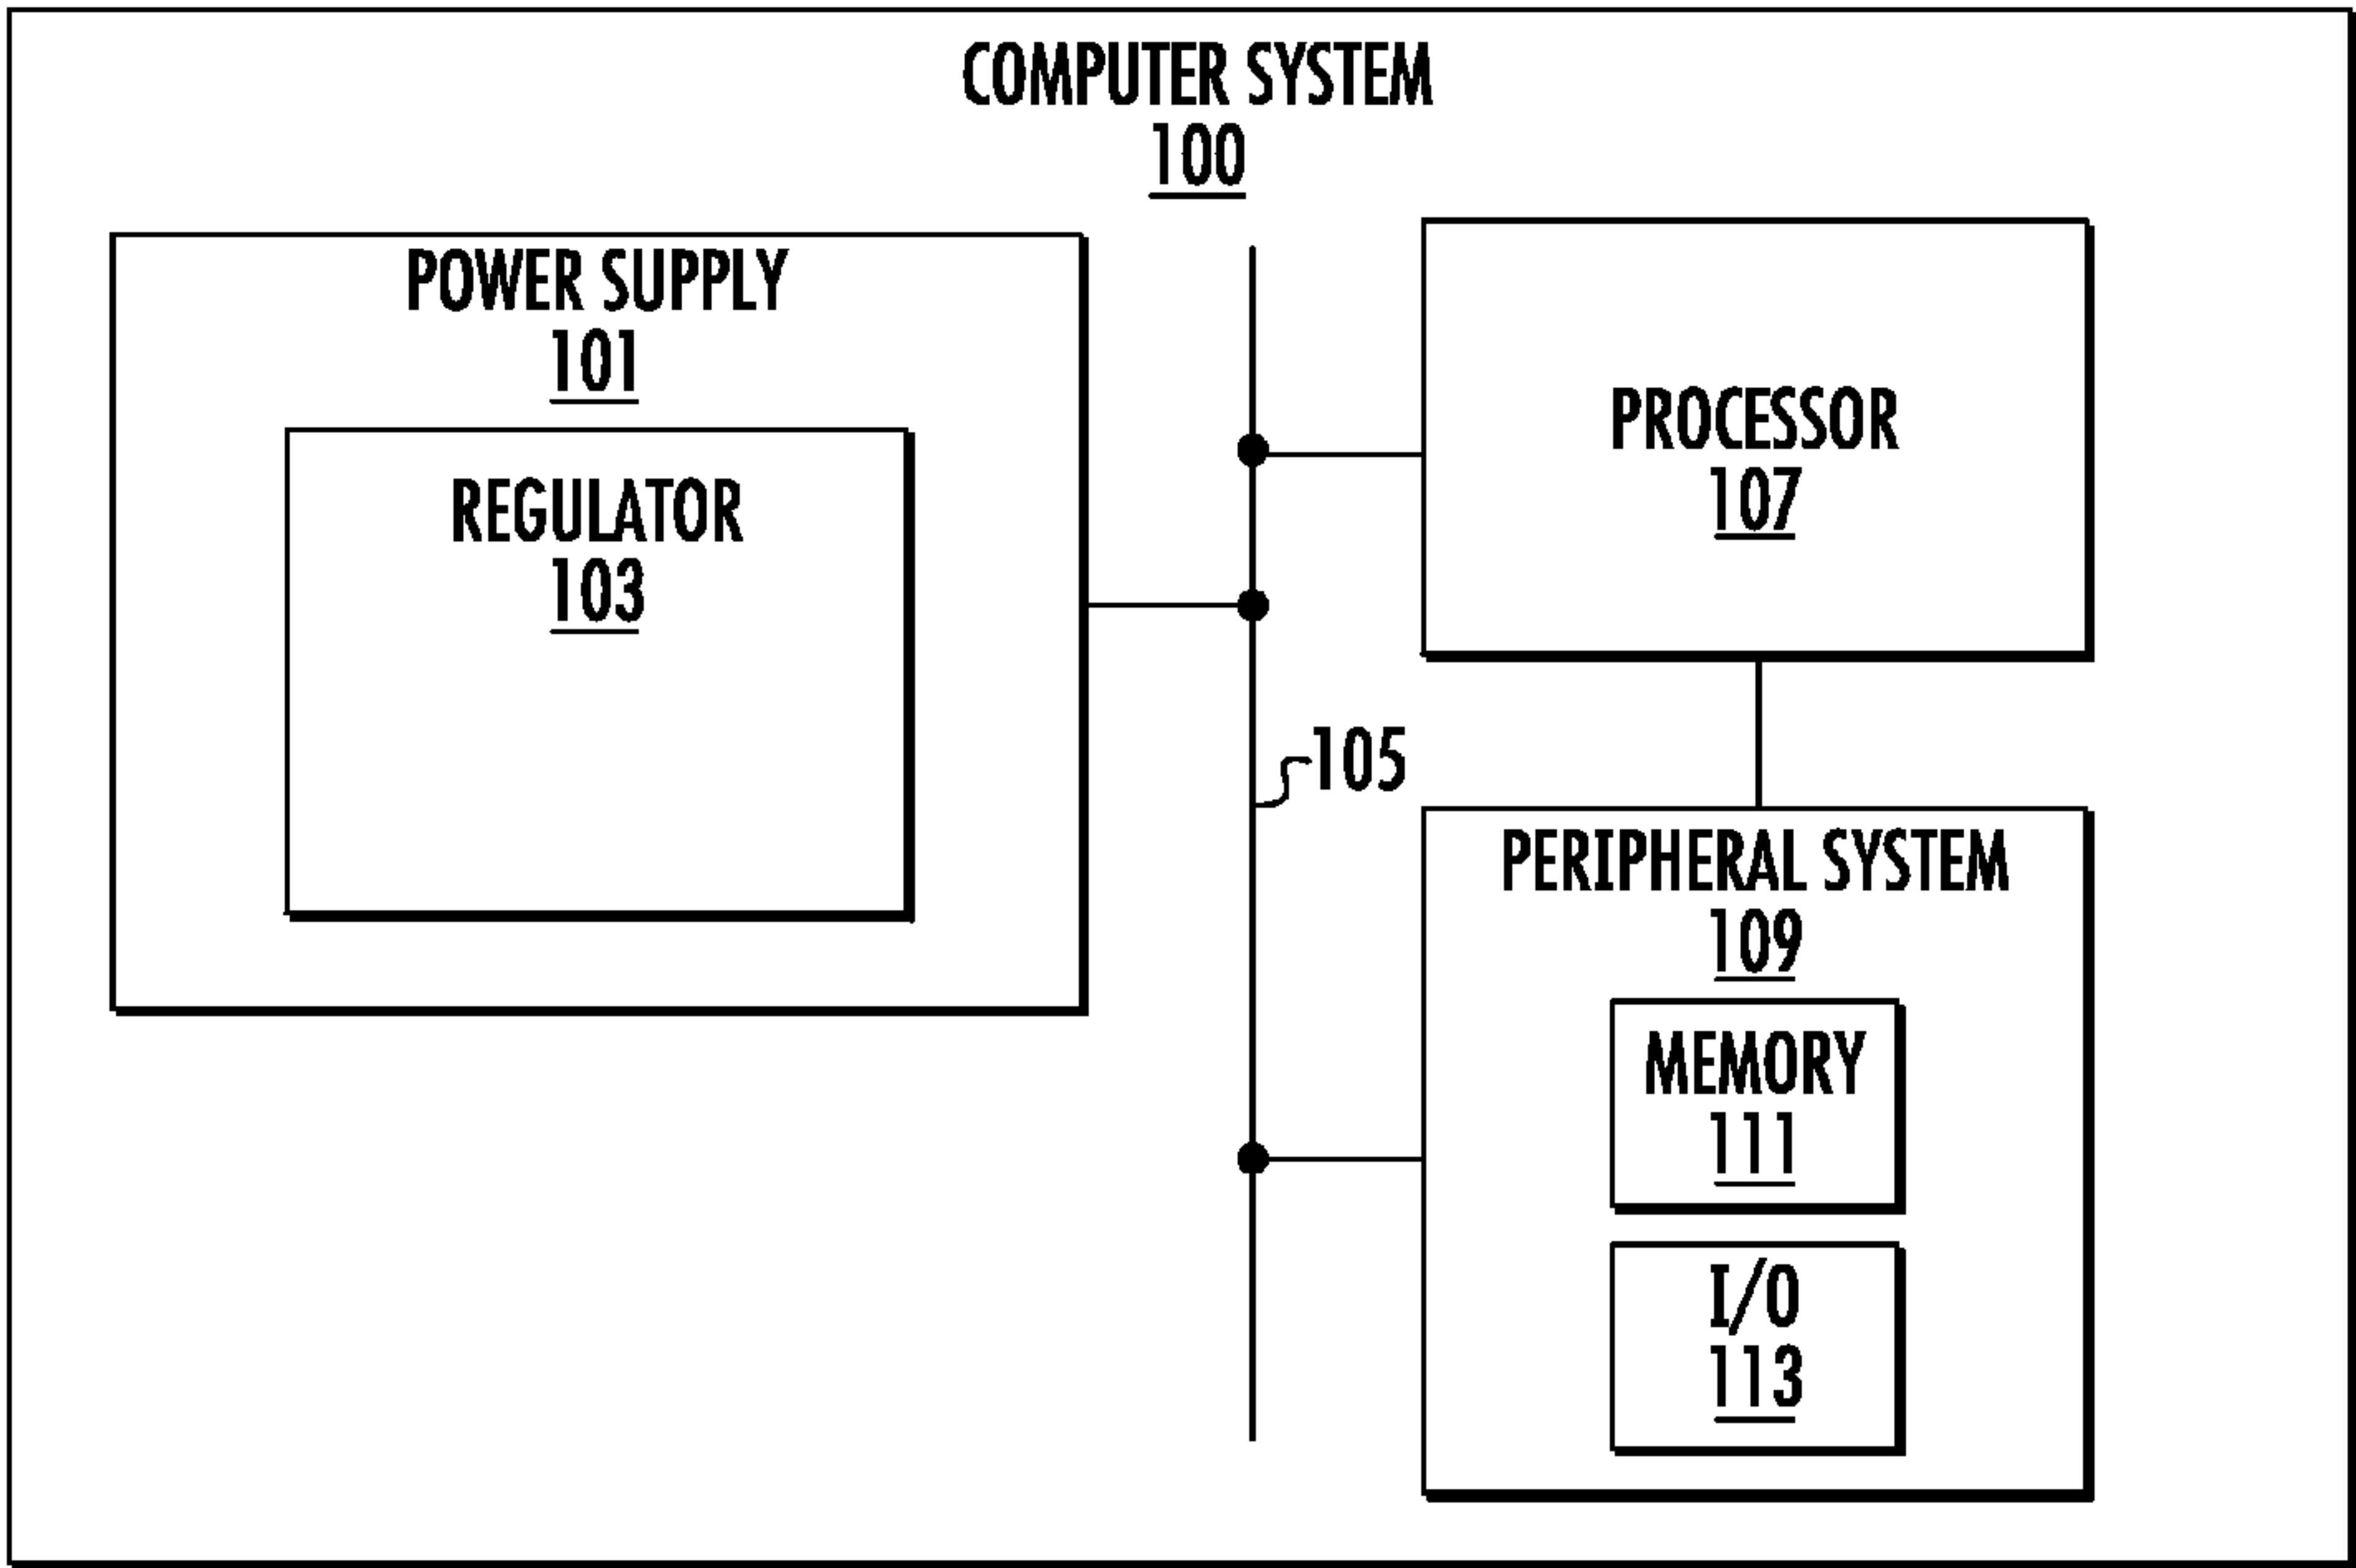 COMPUTER SYSTEM
100
POWER SUPPLY
101
REGULATOR
103
105
PROCESSOR
107
PERIPHERAL SYSTEM
109
MEMORY
111
I/O
113